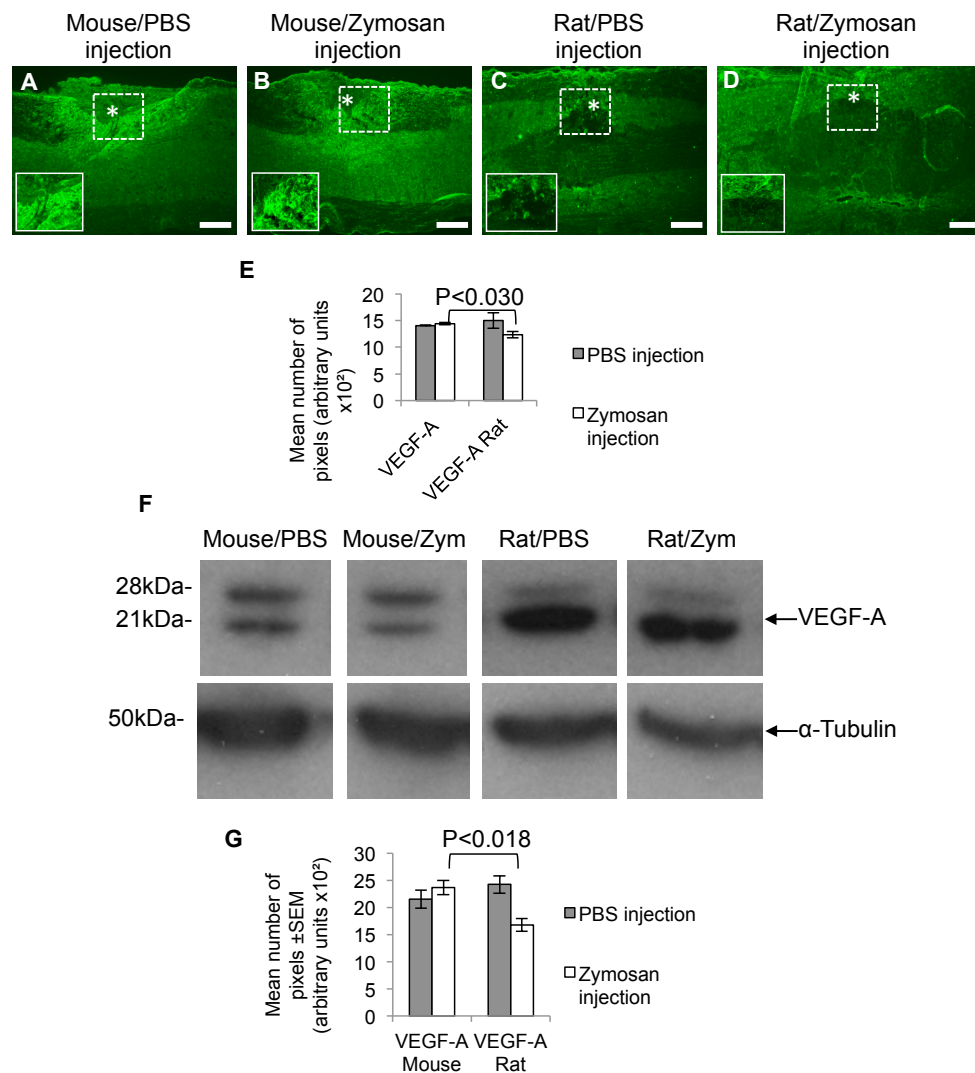 Mouse/PBS
injection
Mouse/Zymosan
injection
Rat/PBS
injection
Rat/Zymosan
injection
A
*
B
*
C
*
D
*
E
Mean number of
pixels (arbitrary units
x10²)
20
15
10
5
0
P<0.030
VEGF-A
VEGF-A Rat
PBS injection
Zymosan
injection
F
Mouse/PBS
Mouse/Zym
Rat/PBS
Rat/Zym
28kDa-
21kDa-
VEGF-A
50kDa-
α-Tubulin
G
Mean number of
pixels ±SEM
(arbitrary units x10²)
30
25
20
15
10
5
0
P<0.018
VEGF-A
Mouse
VEGF-A
Rat
PBS injection
Zymosan
injection